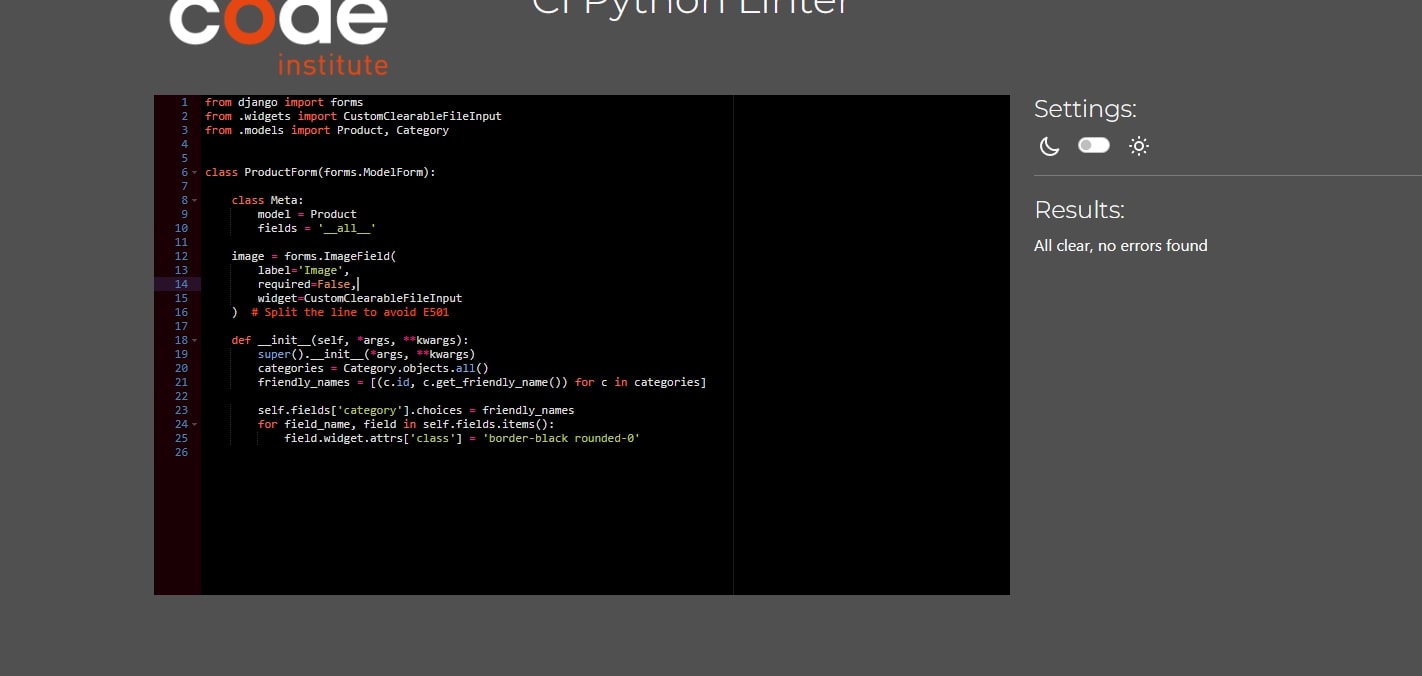 code
institute
CI Python Linter
1 from django import forms
2 from .widgets import CustomClearableFileInput
3 from .models import Product, Category
4
5
6 class ProductForm(forms.ModelForm):
7
8     class Meta:
9         model = Product
10         fields = '__all__'
11
12     image = forms.ImageField(
13         label='Image',
14         required=False,
15         widget=CustomClearableFileInput
16     )  # Split the line to avoid E501
17
18     def __init__(self, *args, **kwargs):
19         super().__init__(*args, **kwargs)
20         categories = Category.objects.all()
21         friendly_names = [(c.id, c.get_friendly_name()) for c in categories]
22
23         self.fields['category'].choices = friendly_names
24         for field_name, field in self.fields.items():
25             field.widget.attrs['class'] = 'border-black rounded-0'
26
Settings:
Results:
All clear, no errors found